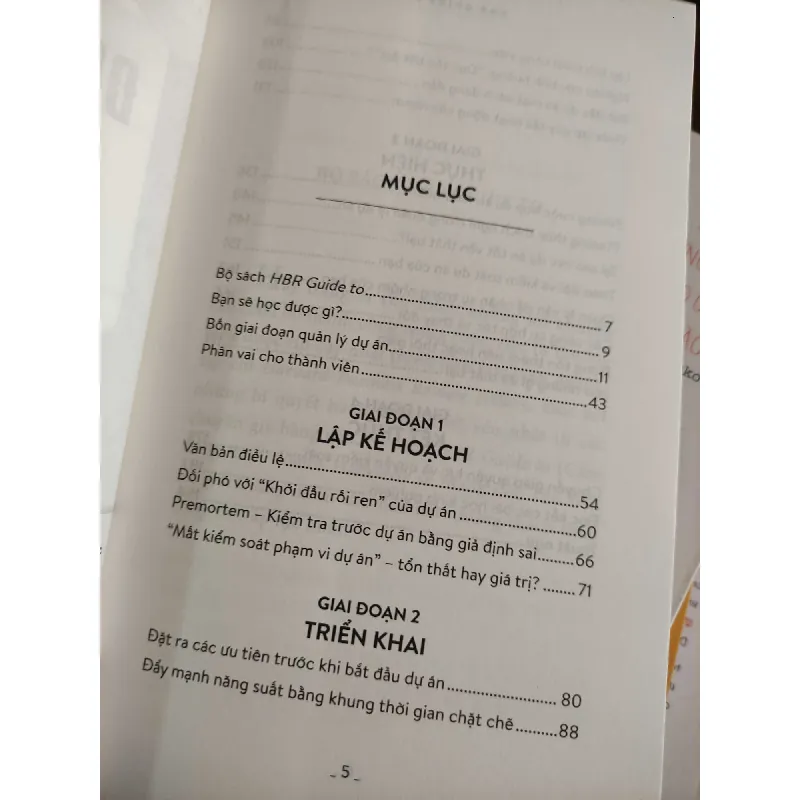 MỤC LỤC
Bộ sách HBR Guide to.......7
Bạn sẽ học được gì?.......9
Bốn giai đoạn quản lý dự án.......11
Phân vai cho thành viên.......43
GIAI ĐOẠN 1
LẬP KẾ HOẠCH
Văn bản điều lệ.......54
Đối phó với “Khởi đầu rối ren” của dự án.......60
Premortem – Kiểm tra trước dự án bằng giả định sai.......66
“Mất kiểm soát phạm vi dự án” – tổn thất hay giá trị?.......71
GIAI ĐOẠN 2
TRIỂN KHAI
Đặt ra các ưu tiên trước khi bắt đầu dự án.......80
Đẩy mạnh năng suất bằng khung thời gian chặt chẽ.......88
- 5 -